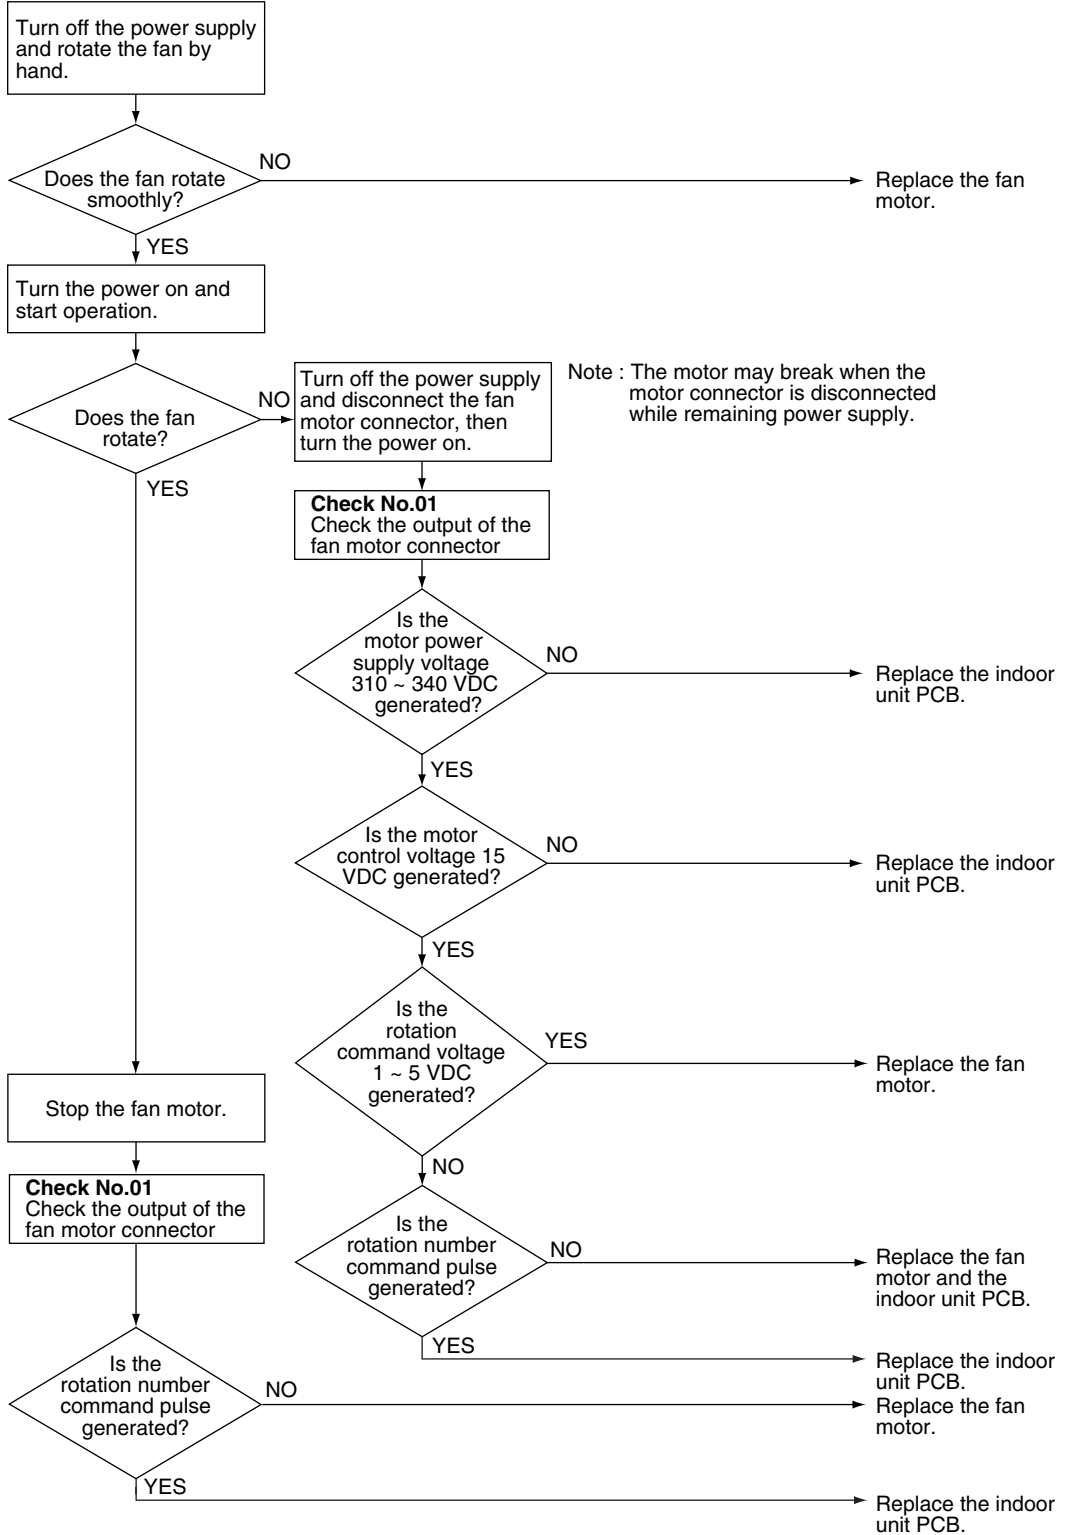 Turn off the power supply
and rotate the fan by
hand.
Does the fan rotate
smoothly?
NO
Replace the fan
motor.
YES
Turn the power on and
start operation.
Does the fan
rotate?
NO
Turn off the power supply
and disconnect the fan
motor connector, then
turn the power on.
Note : The motor may break when the
motor connector is disconnected
while remaining power supply.
YES
Check No.01
Check the output of the
fan motor connector
Is the
motor power
supply voltage
310 ~ 340 VDC
generated?
NO
Replace the indoor
unit PCB.
YES
Is the motor
control voltage 15
VDC generated?
NO
Replace the indoor
unit PCB.
YES
Is the
rotation
command voltage
1 ~ 5 VDC
generated?
YES
Replace the fan
motor.
NO
Stop the fan motor.
Check No.01
Check the output of the
fan motor connector
Is the
rotation number
command pulse
generated?
NO
Replace the fan
motor and the
indoor unit PCB.
YES
Replace the indoor
unit PCB.
Is the
rotation number
command pulse
generated?
NO
Replace the fan
motor.
YES
Replace the indoor
unit PCB.